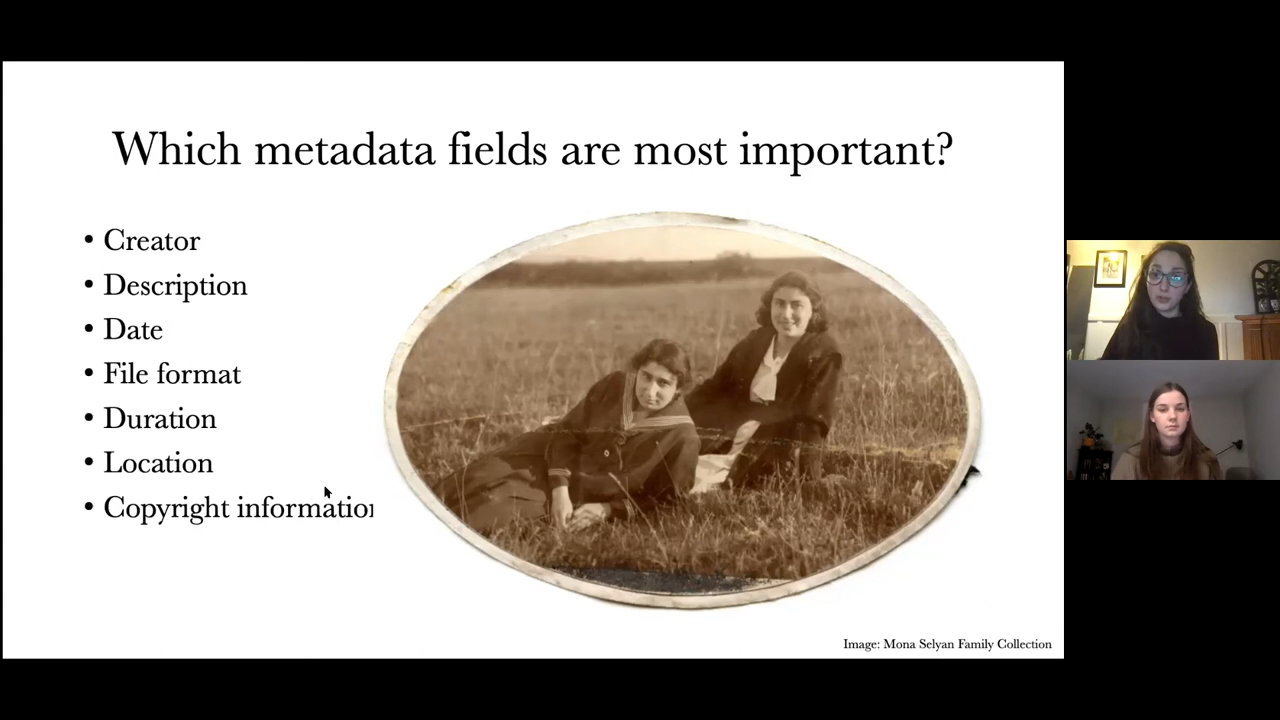 Which metadata fields are most important?
• Creator
• Description
• Date
• File format
• Duration
• Location
• Copyright information
Image: Mona Selyan Family Collection